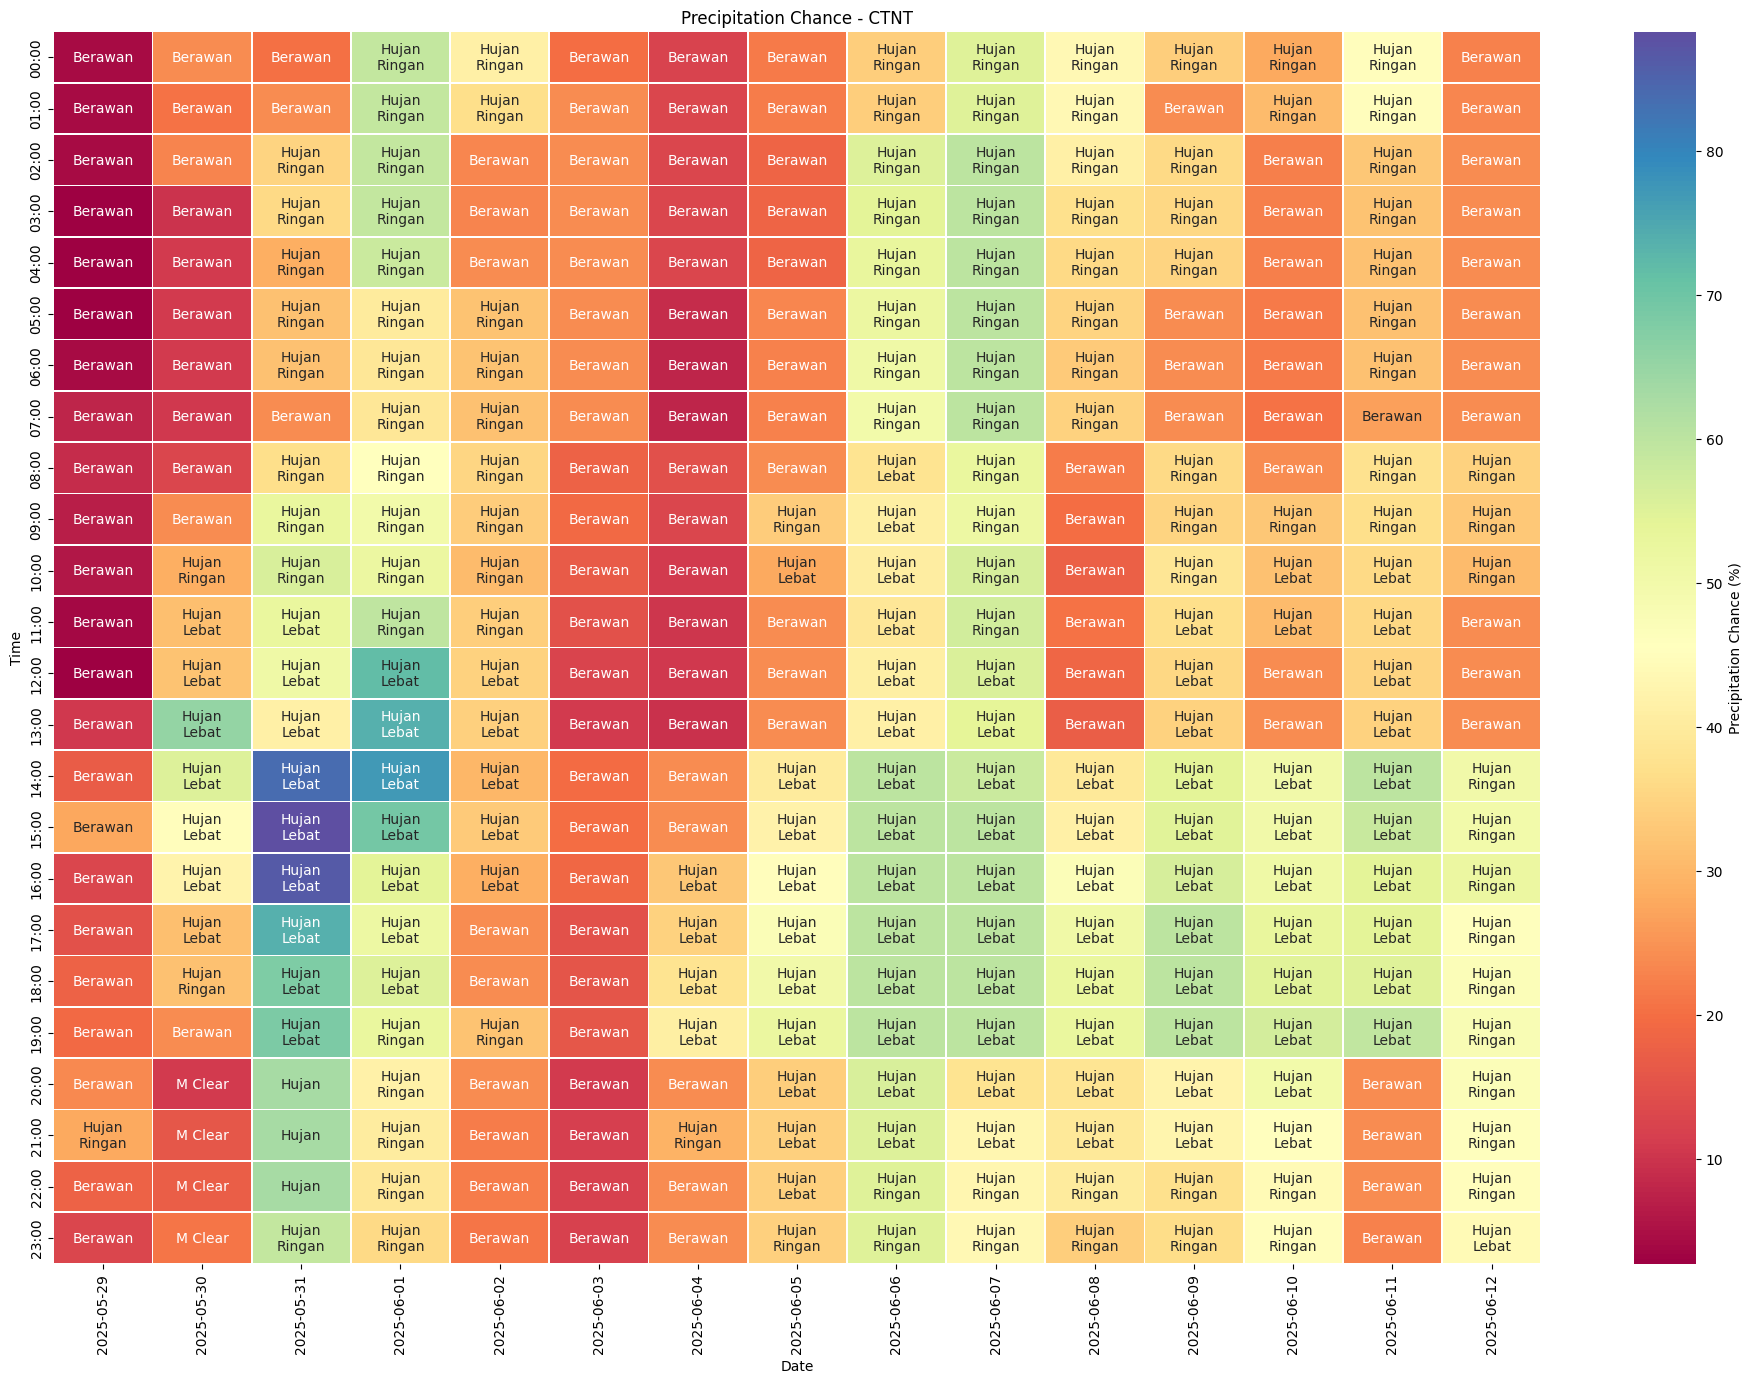 Precipitation Chance - CTNT
00:00 Berawan Berawan Berawan Hujan Ringan Hujan Ringan Berawan Berawan Berawan Hujan Ringan Hujan Ringan Hujan Ringan Hujan Ringan Hujan Ringan Hujan Ringan Berawan
01:00 Berawan Berawan Berawan Hujan Ringan Hujan Ringan Berawan Berawan Berawan Hujan Ringan Hujan Ringan Hujan Ringan Berawan Hujan Ringan Hujan Ringan Berawan
02:00 Berawan Berawan Hujan Ringan Hujan Ringan Berawan Berawan Berawan Berawan Hujan Ringan Hujan Ringan Hujan Ringan Hujan Ringan Berawan Hujan Ringan Berawan
03:00 Berawan Berawan Hujan Ringan Hujan Ringan Berawan Berawan Berawan Berawan Hujan Ringan Hujan Ringan Hujan Ringan Hujan Ringan Berawan Hujan Ringan Berawan
04:00 Berawan Berawan Hujan Ringan Hujan Ringan Berawan Berawan Berawan Berawan Hujan Ringan Hujan Ringan Hujan Ringan Hujan Ringan Berawan Hujan Ringan Berawan
05:00 Berawan Berawan Hujan Ringan Hujan Ringan Hujan Ringan Berawan Berawan Berawan Hujan Ringan Hujan Ringan Hujan Ringan Berawan Berawan Hujan Ringan Berawan
06:00 Berawan Berawan Hujan Ringan Hujan Ringan Hujan Ringan Berawan Berawan Berawan Hujan Ringan Hujan Ringan Hujan Ringan Berawan Berawan Hujan Ringan Berawan
07:00 Berawan Berawan Berawan Hujan Ringan Hujan Ringan Berawan Berawan Berawan Hujan Ringan Hujan Ringan Hujan Ringan Berawan Berawan Berawan Berawan
08:00 Berawan Berawan Hujan Ringan Hujan Ringan Hujan Ringan Berawan Berawan Berawan Hujan Lebat Hujan Ringan Berawan Hujan Ringan Berawan Hujan Ringan Hujan Ringan
09:00 Berawan Berawan Hujan Ringan Hujan Ringan Hujan Ringan Berawan Berawan Hujan Ringan Hujan Lebat Hujan Ringan Berawan Hujan Ringan Hujan Ringan Hujan Ringan Hujan Ringan
10:00 Berawan Hujan Ringan Hujan Ringan Hujan Ringan Hujan Ringan Berawan Berawan Hujan Lebat Hujan Lebat Hujan Ringan Berawan Hujan Ringan Hujan Lebat Hujan Lebat Hujan Ringan
11:00 Berawan Hujan Lebat Hujan Lebat Hujan Ringan Hujan Ringan Berawan Berawan Berawan Hujan Lebat Hujan Ringan Berawan Hujan Lebat Hujan Lebat Hujan Lebat Berawan
12:00 Berawan Hujan Lebat Hujan Lebat Hujan Lebat Hujan Lebat Berawan Berawan Berawan Hujan Lebat Hujan Lebat Berawan Hujan Lebat Berawan Hujan Lebat Berawan
13:00 Berawan Hujan Lebat Hujan Lebat Hujan Lebat Hujan Lebat Berawan Berawan Berawan Hujan Lebat Hujan Lebat Berawan Hujan Lebat Berawan Hujan Lebat Berawan
14:00 Berawan Hujan Lebat Hujan Lebat Hujan Lebat Hujan Lebat Berawan Berawan Hujan Lebat Hujan Lebat Hujan Lebat Hujan Lebat Hujan Lebat Hujan Lebat Hujan Lebat Hujan Ringan
15:00 Berawan Hujan Lebat Hujan Lebat Hujan Lebat Hujan Lebat Berawan Berawan Hujan Lebat Hujan Lebat Hujan Lebat Hujan Lebat Hujan Lebat Hujan Lebat Hujan Lebat Hujan Ringan
16:00 Berawan Hujan Lebat Hujan Lebat Hujan Lebat Hujan Lebat Berawan Hujan Lebat Hujan Lebat Hujan Lebat Hujan Lebat Hujan Lebat Hujan Lebat Hujan Lebat Hujan Lebat Hujan Ringan
17:00 Berawan Hujan Lebat Hujan Lebat Hujan Lebat Berawan Berawan Hujan Lebat Hujan Lebat Hujan Lebat Hujan Lebat Hujan Lebat Hujan Lebat Hujan Lebat Hujan Lebat Hujan Ringan
18:00 Berawan Hujan Ringan Hujan Lebat Hujan Lebat Berawan Berawan Hujan Lebat Hujan Lebat Hujan Lebat Hujan Lebat Hujan Lebat Hujan Lebat Hujan Lebat Hujan Lebat Hujan Ringan
19:00 Berawan Berawan Hujan Lebat Hujan Ringan Hujan Ringan Berawan Hujan Lebat Hujan Lebat Hujan Lebat Hujan Lebat Hujan Lebat Hujan Lebat Hujan Lebat Hujan Lebat Hujan Ringan
20:00 Berawan M Clear Hujan Hujan Ringan Berawan Berawan Berawan Hujan Lebat Hujan Lebat Hujan Lebat Hujan Lebat Hujan Lebat Hujan Lebat Berawan Hujan Ringan
21:00 Hujan Ringan M Clear Hujan Hujan Ringan Berawan Berawan Hujan Ringan Hujan Lebat Hujan Lebat Hujan Lebat Hujan Lebat Hujan Lebat Hujan Lebat Berawan Hujan Ringan
22:00 Berawan M Clear Hujan Hujan Ringan Berawan Berawan Berawan Hujan Lebat Hujan Ringan Hujan Ringan Hujan Ringan Hujan Ringan Hujan Ringan Berawan Hujan Ringan
23:00 Berawan M Clear Hujan Ringan Hujan Ringan Berawan Berawan Berawan Hujan Ringan Hujan Ringan Hujan Ringan Hujan Ringan Hujan Ringan Hujan Ringan Berawan Hujan Lebat
Time
2025-05-29 2025-05-30 2025-05-31 2025-06-01 2025-06-02 2025-06-03 2025-06-04 2025-06-05 2025-06-06 2025-06-07 2025-06-08 2025-06-09 2025-06-10 2025-06-11 2025-06-12
Date
80
70
60
50
40
30
20
10
Precipitation Chance (%)